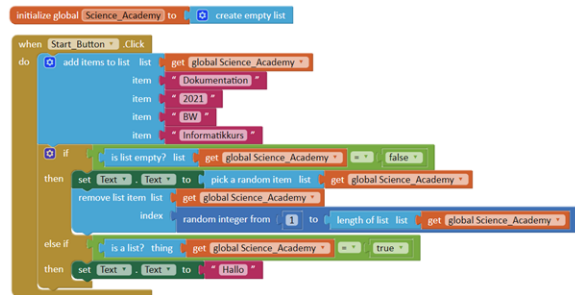 initialize global Science_Academy to create empty list
when Start_Button .Click
do add items to list list get global Science_Academy
item " Dokumentation "
item " 2021 "
item " BW "
item " Informatikkurs "
if is list empty? list get global Science_Academy = false
then set Text . Text to pick a random item list get global Science_Academy
remove list item list get global Science_Academy
index random integer from 1 to length of list list get global Science_Academy
else if is a list? thing get global Science_Academy = true
then set Text . Text to " Hallo "